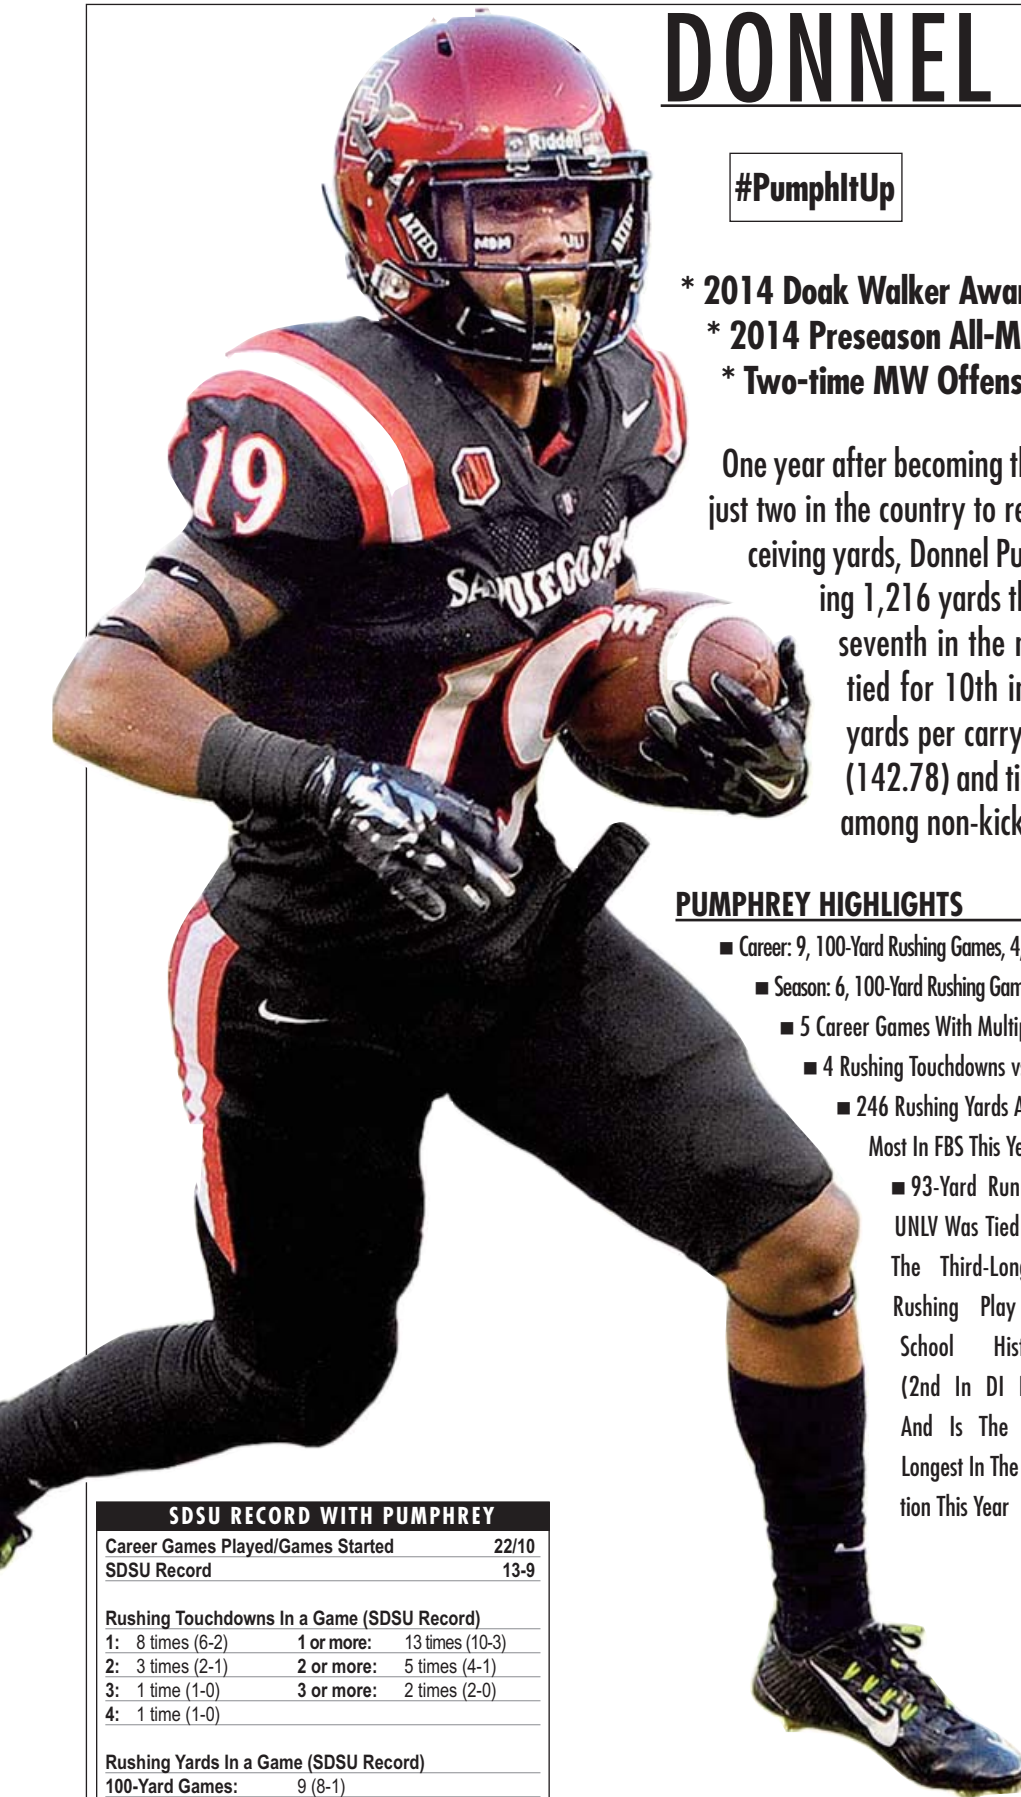 DONNEL
#PumphItUp
* 2014 Doak Walker Awar
* 2014 Preseason All-M
* Two-time MW Offens
One year after becoming th
just two in the country to re
ceiving yards, Donnel Pu
ing 1,216 yards th
seventh in the n
tied for 10th in
yards per carry
(142.78) and ti
among non-kick
PUMPHREY HIGHLIGHTS
■ Career: 9, 100-Yard Rushing Games, 4,
■ Season: 6, 100-Yard Rushing Gam
■ 5 Career Games With Multip
■ 4 Rushing Touchdowns v
■ 246 Rushing Yards A
Most In FBS This Ye
■ 93-Yard Run
UNLV Was Tied
The Third-Long
Rushing Play
School Hist
(2nd In DI
And Is The
Longest In The
tion This Year
Riddell
AZTEC
MOM
AZTEC
19
SAN DIEGO STATE
19
SDSU RECORD WITH PUMPHREY
Career Games Played/Games Started 22/10
SDSU Record 13-9
Rushing Touchdowns In a Game (SDSU Record)
1: 8 times (6-2) 1 or more: 13 times (10-3)
2: 3 times (2-1) 2 or more: 5 times (4-1)
3: 1 time (1-0) 3 or more: 2 times (2-0)
4: 1 time (1-0)
Rushing Yards In a Game (SDSU Record)
100-Yard Games: 9 (8-1)